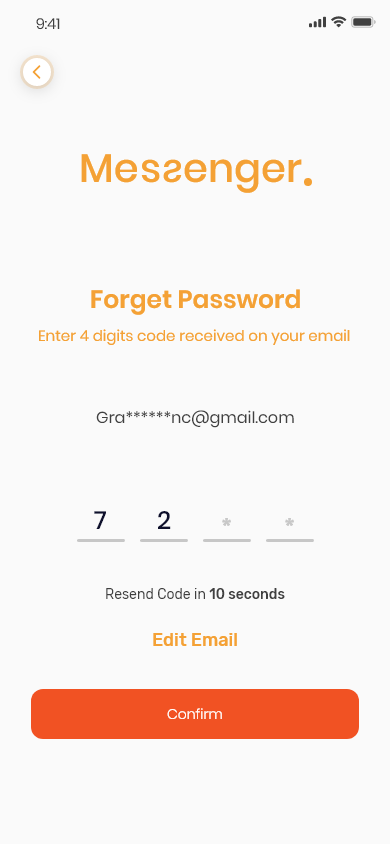 9:41
Messenger.
Forget Password
Enter 4 digits code received on your email
Gra******nc@gmail.com
7 2 * *
Resend Code in 10 seconds
Edit Email
Confirm